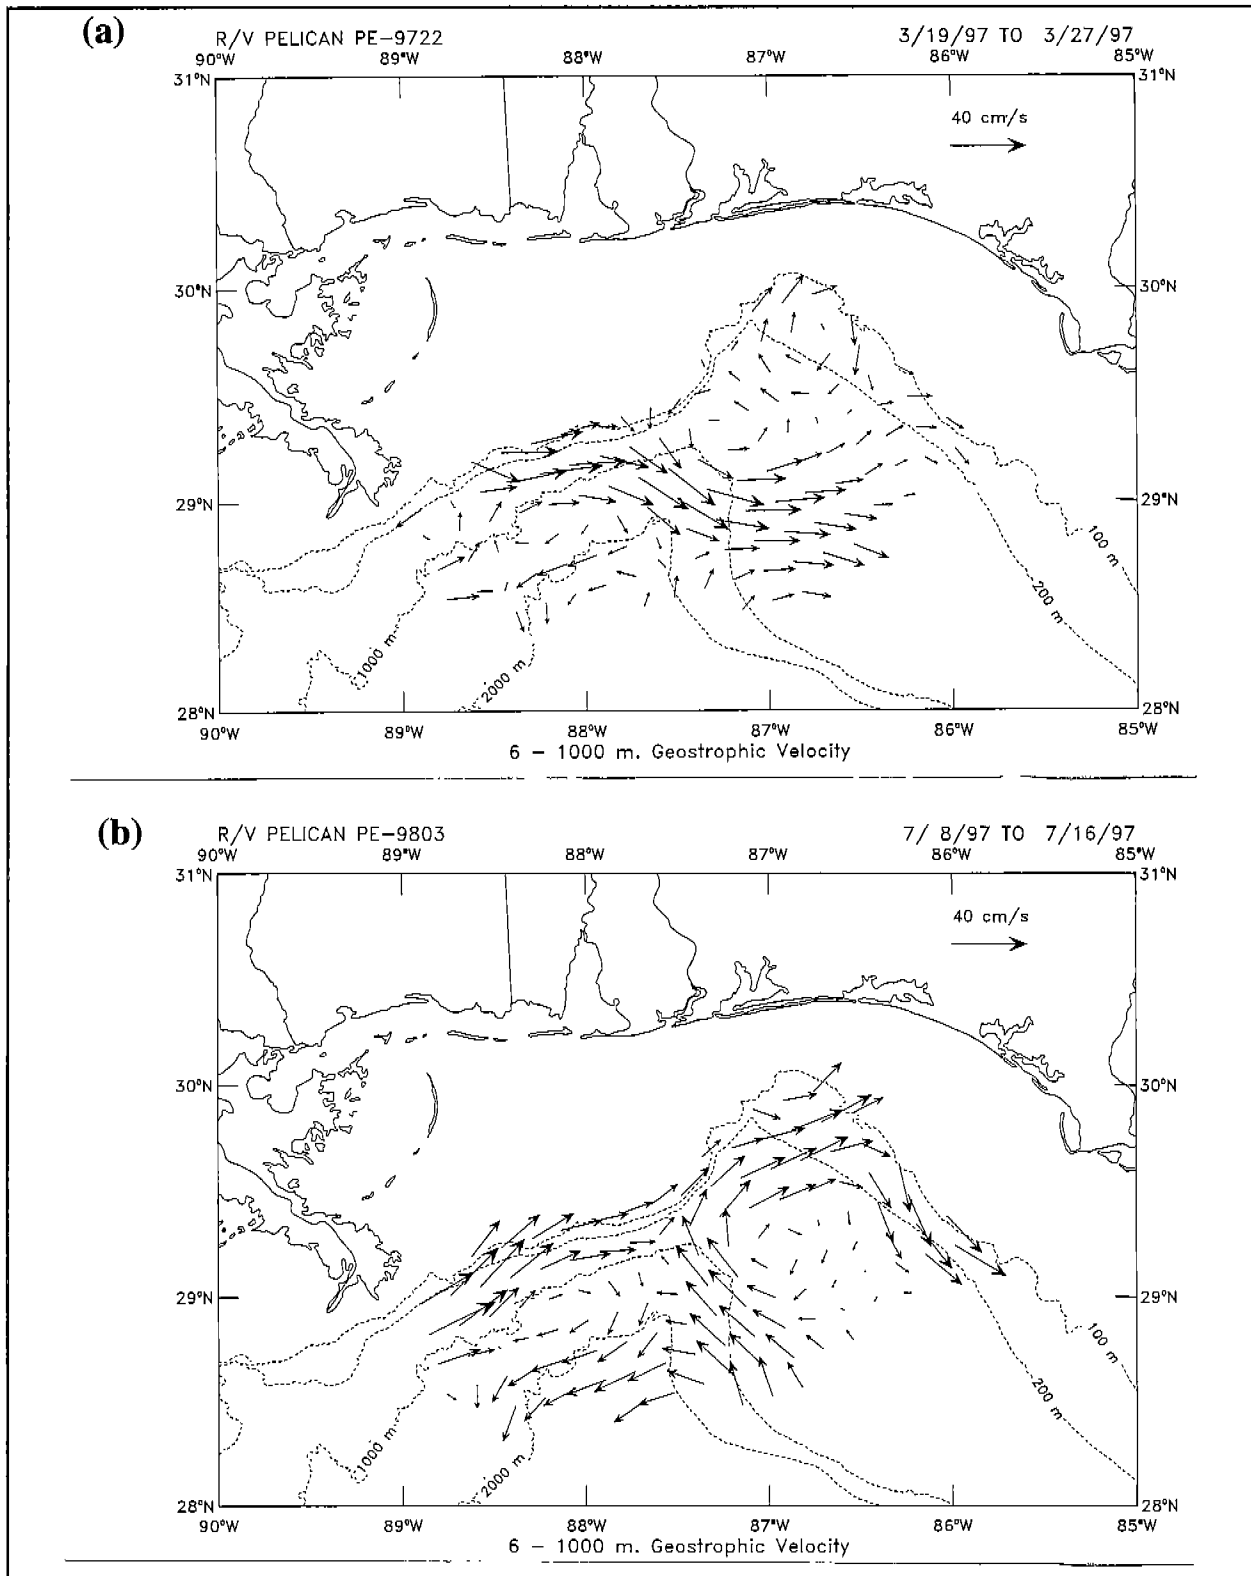 (a)
R/V PELICAN PE-9722 3/19/97 TO 3/27/97
90°W 89°W 88°W 87°W 86°W 85°W
31°N 31°N
40 cm/s
30°N 30°N
29°N 29°N
100 m
200 m
1000 m
2000 m
28°N 28°N
90°W 89°W 88°W 87°W 86°W 85°W
6 – 1000 m. Geostrophic Velocity
(b)
R/V PELICAN PE-9803 7/ 8/97 TO 7/16/97
90°W 89°W 88°W 87°W 86°W 85°W
31°N 31°N
40 cm/s
30°N 30°N
29°N 29°N
100 m
200 m
1000 m
2000 m
28°N 28°N
90°W 89°W 88°W 87°W 86°W 85°W
6 – 1000 m. Geostrophic Velocity